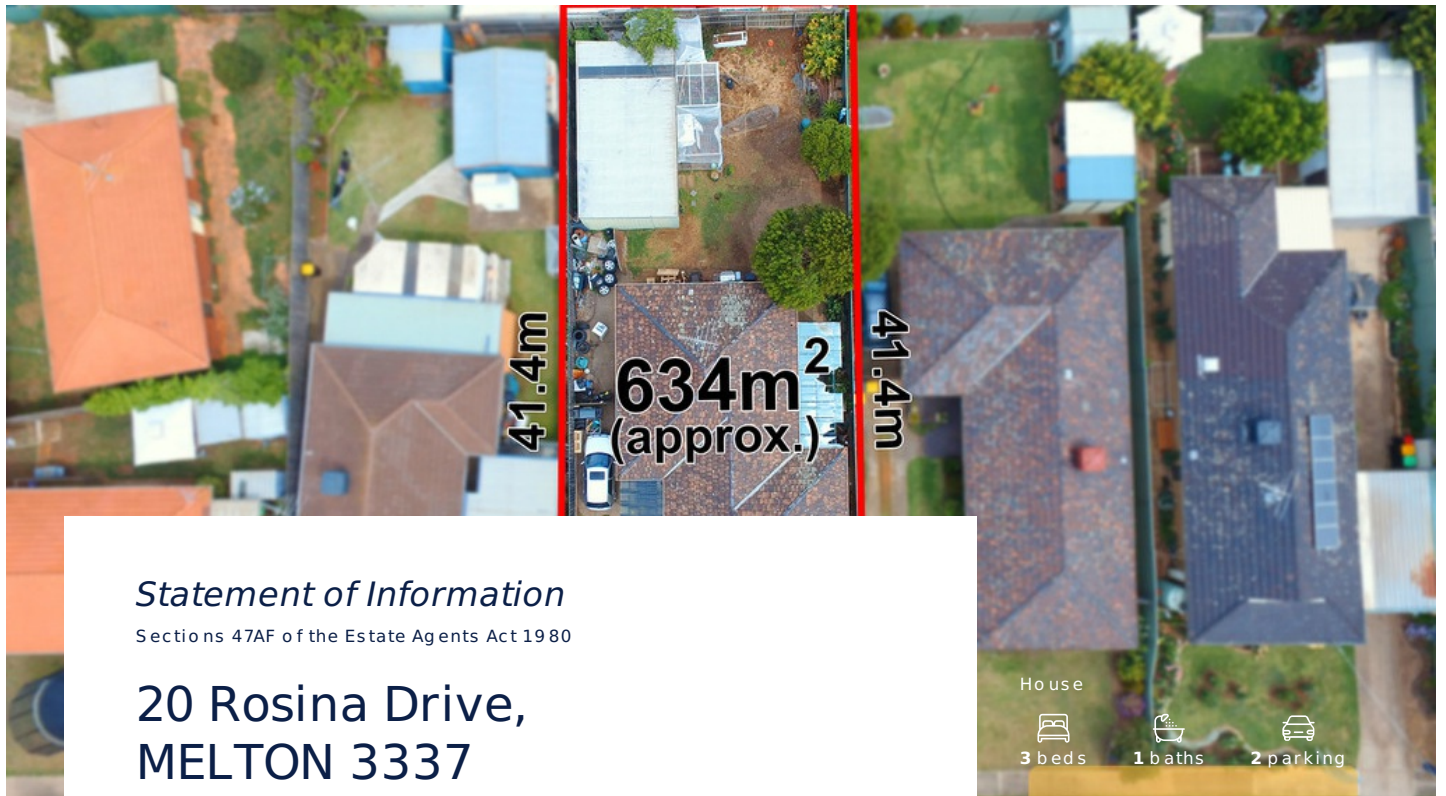 41.4m
634m²
(approx.)
41.4m
Statement of Information
Sections 47AF of the Estate Agents Act 1980
20 Rosina Drive,
MELTON 3337
House
3 beds 1 baths 2 parking